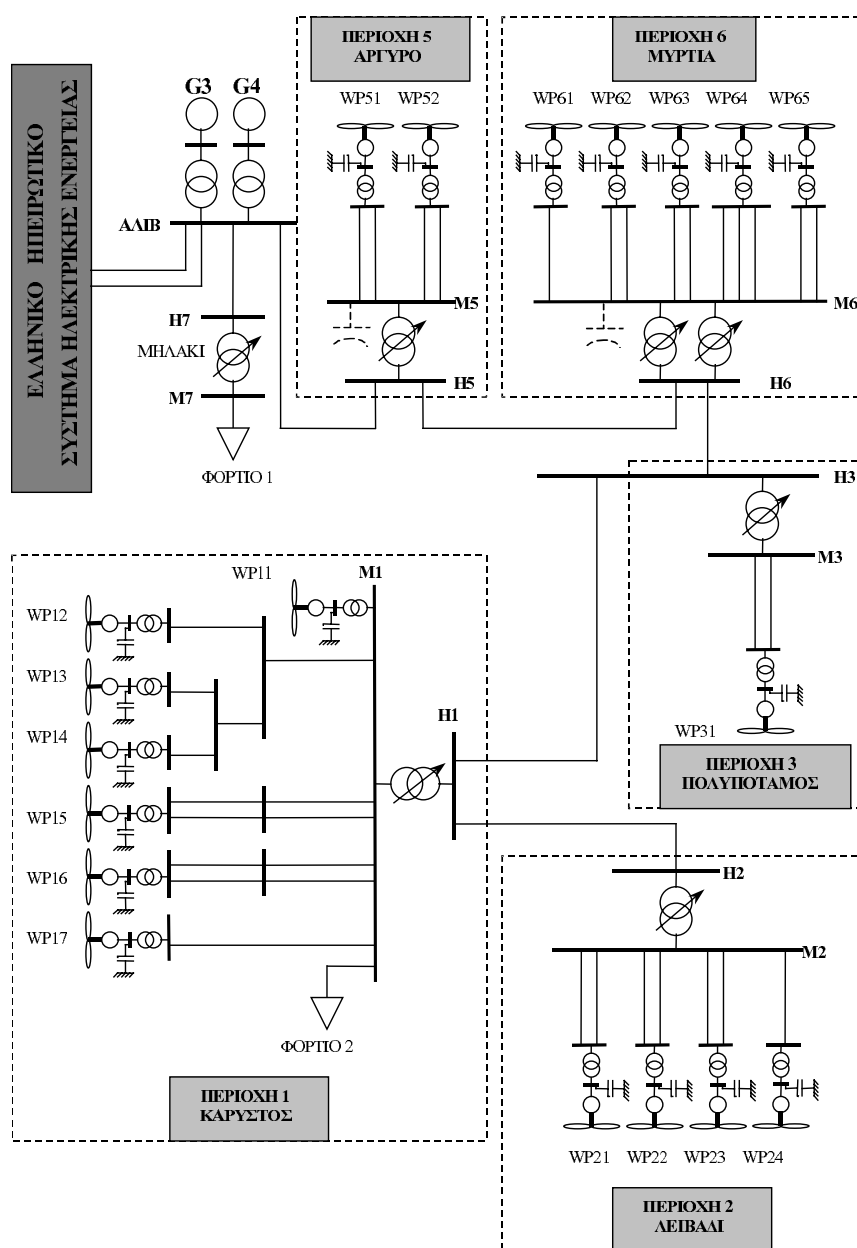 ΕΛΛΗΝΙΚΟ ΗΠΕΙΡΩΤΙΚΟ
ΣΥΣΤΗΜΑ ΗΛΕΚΤΡΙΚΗΣ ΕΝΕΡΓΕΙΑΣ
G3
G4
ΑΛΙΒ
Η7
ΜΗΛΑΚΙ
Μ7
ΦΟΡΤΙΟ 1
ΠΕΡΙΟΧΗ 5
ΑΡΓΥΡΟ
WP51
WP52
Μ5
Η5
ΠΕΡΙΟΧΗ 6
ΜΥΡΤΙΑ
WP61
WP62
WP63
WP64
WP65
Μ6
Η6
Η3
Μ3
WP31
ΠΕΡΙΟΧΗ 3
ΠΟΛΥΠΟΤΑΜΟΣ
WP11
Μ1
WP12
WP13
WP14
WP15
WP16
WP17
Η1
ΦΟΡΤΙΟ 2
ΠΕΡΙΟΧΗ 1
ΚΑΡΥΣΤΟΣ
Η2
Μ2
WP21
WP22
WP23
WP24
ΠΕΡΙΟΧΗ 2
ΛΕΙΒΑΔΙ